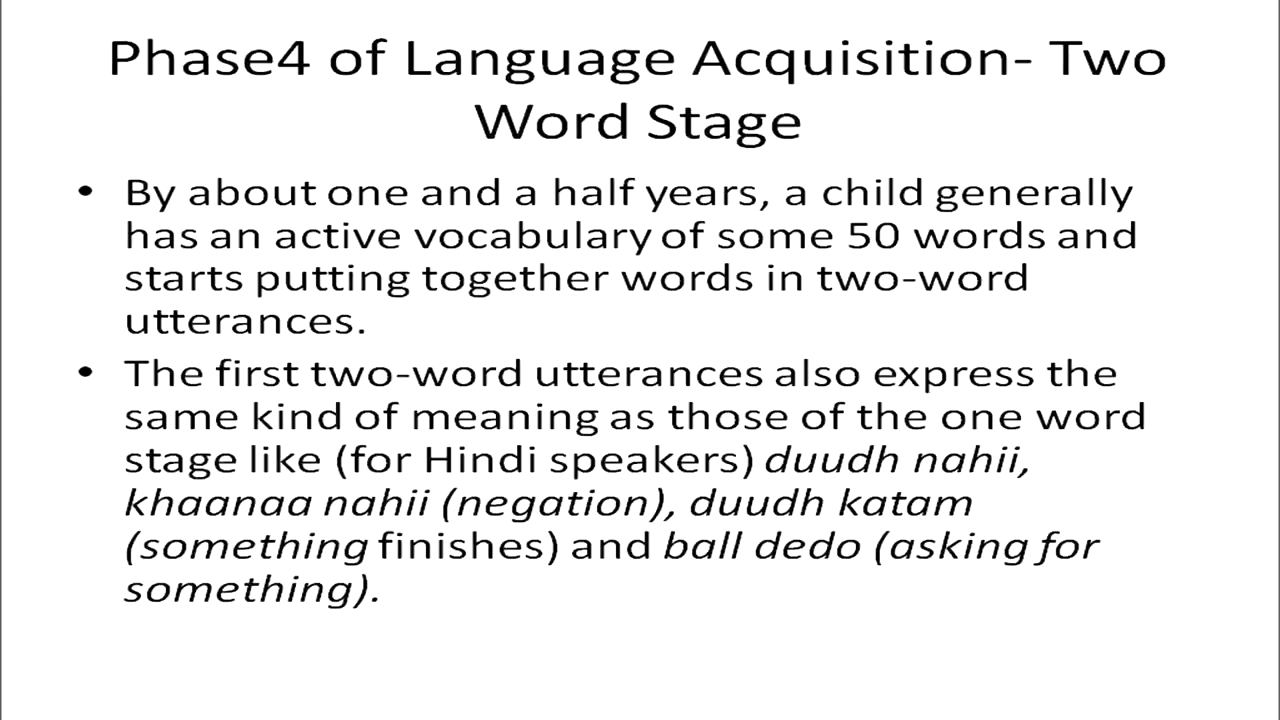 Phase4 of Language Acquisition- Two
Word Stage
• By about one and a half years, a child generally
has an active vocabulary of some 50 words and
starts putting together words in two-word
utterances.
• The first two-word utterances also express the
same kind of meaning as those of the one word
stage like (for Hindi speakers) duudh nahii,
khaanaa nahii (negation), duudh katam
(something finishes) and ball dedo (asking for
something).